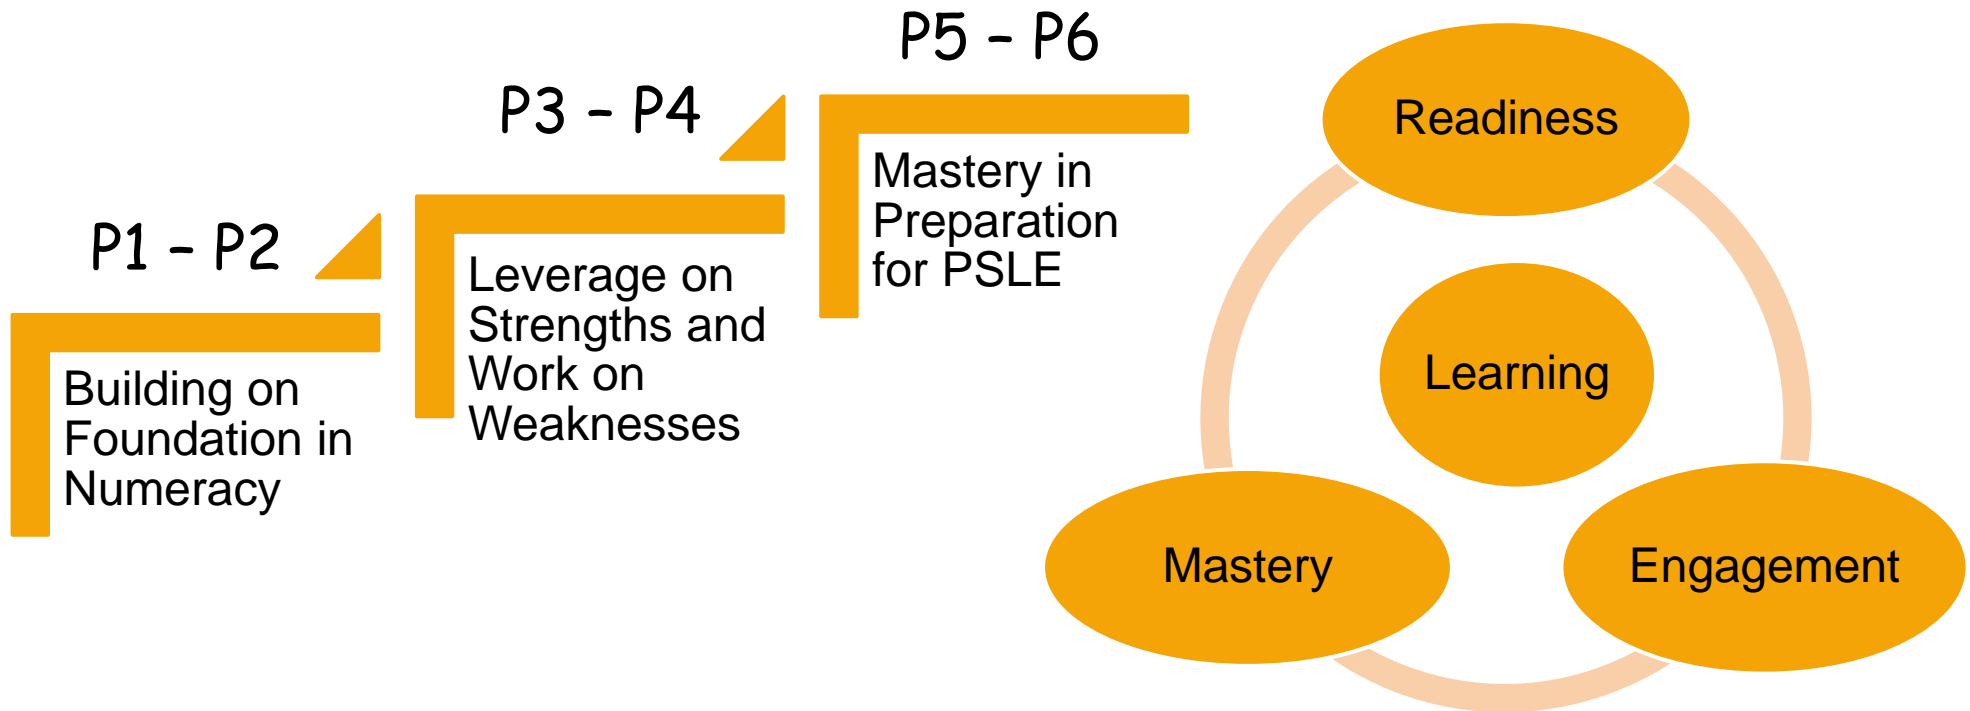 P1 – P2
Building on
Foundation in
Numeracy
P3 – P4
Leverage on
Strengths and
Work on
Weaknesses
P5 – P6
Mastery in
Preparation
for PSLE
Readiness
Learning
Mastery
Engagement